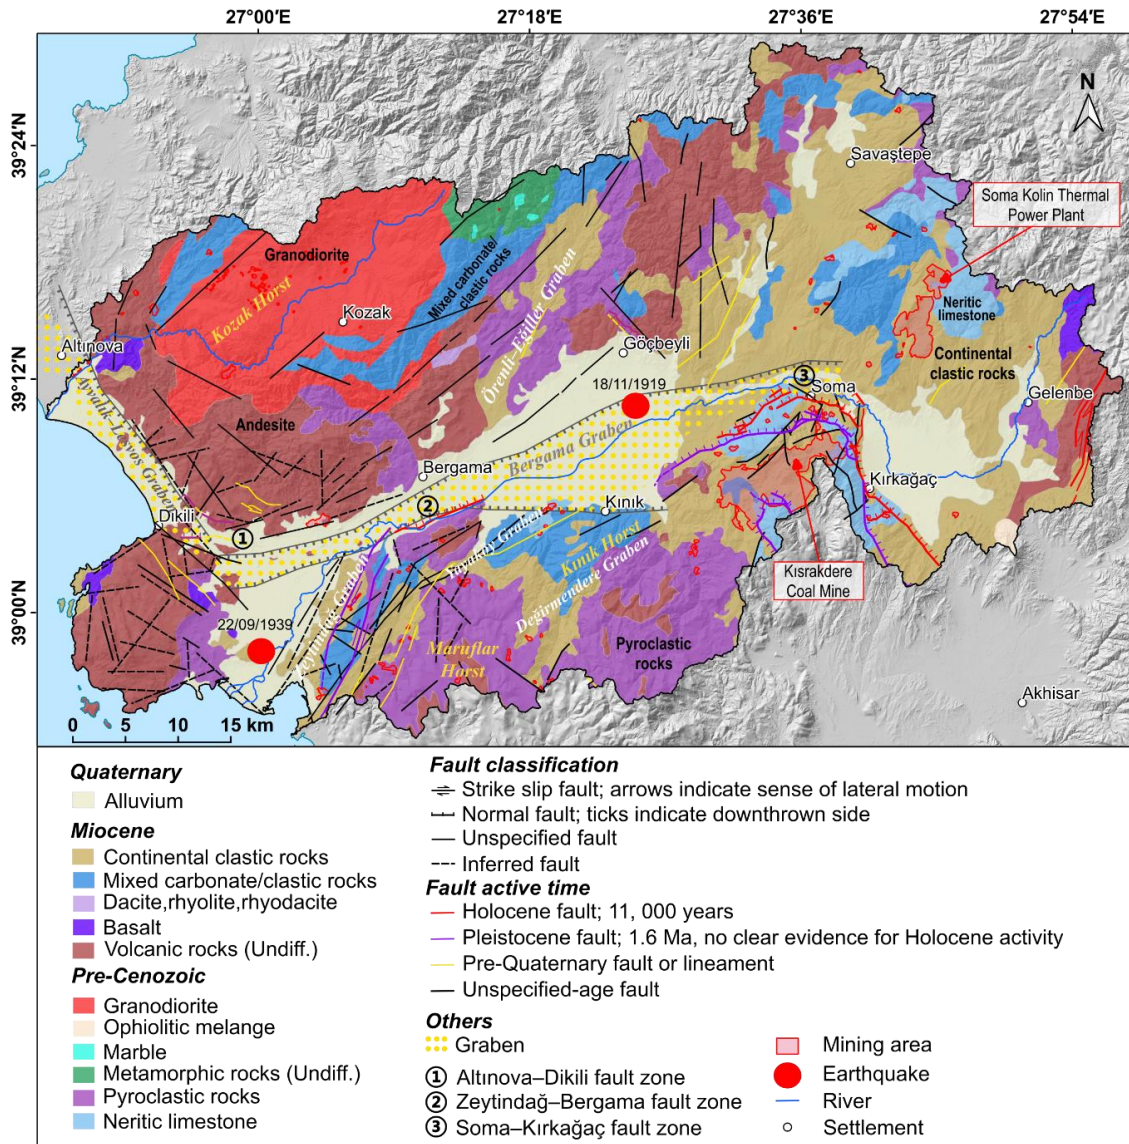 27°00′E
27°18′E
27°36′E
27°54′E
39°24′N
39°12′N
39°00′N
N
Savaştepe
Soma Kolin Thermal
Power Plant
Granodiorite
Kozak Horst
Kozak
Mixed carbonate/
clastic rocks
Örenli-Eğiller Graben
Neritic
limestone
Altınova
Göçbeyli
Continental
clastic rocks
18/11/1919
3
Soma
Gelenbe
Ayvalık-Lavos Graben
Andesite
Bergama Graben
Bergama
Kırkağaç
Dikili
2
Kınık
1
Yayaköy Graben
Kınık Horst
Kısrakdere
Coal Mine
Zeytindağ Graben
Değirmendere Graben
22/09/1939
Maruflar
Horst
Pyroclastic
rocks
Akhisar
0 5 10 15 km
Quaternary
Alluvium
Miocene
Continental clastic rocks
Mixed carbonate/clastic rocks
Dacite,rhyolite,rhyodacite
Basalt
Volcanic rocks (Undiff.)
Pre-Cenozoic
Granodiorite
Ophiolitic melange
Marble
Metamorphic rocks (Undiff.)
Pyroclastic rocks
Neritic limestone
Fault classification
Strike slip fault; arrows indicate sense of lateral motion
Normal fault; ticks indicate downthrown side
Unspecified fault
Inferred fault
Fault active time
Holocene fault; 11, 000 years
Pleistocene fault; 1.6 Ma, no clear evidence for Holocene activity
Pre-Quaternary fault or lineament
Unspecified-age fault
Others
Graben
1 Altınova–Dikili fault zone
2 Zeytindağ–Bergama fault zone
3 Soma–Kırkağaç fault zone
Mining area
Earthquake
River
Settlement